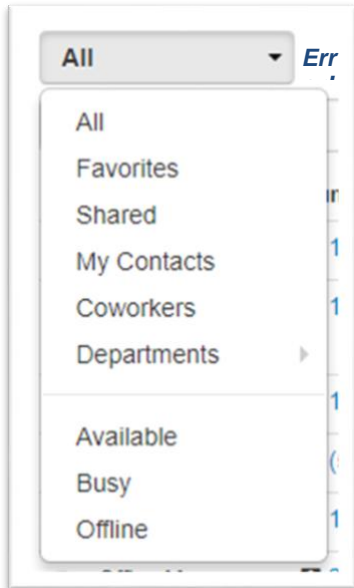 All Err
All
Favorites
Shared
My Contacts
Coworkers
Departments
Available
Busy
Offline